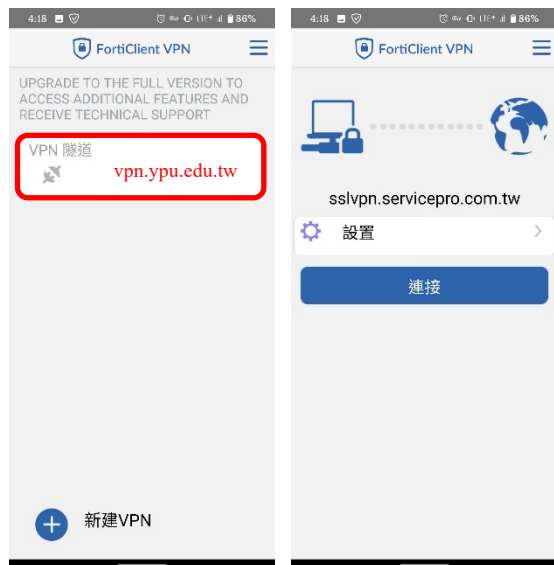 4:18
LTE+
86%
FortiClient VPN
UPGRADE TO THE FULL VERSION TO
ACCESS ADDITIONAL FEATURES AND
RECEIVE TECHNICAL SUPPORT
VPN 隧道
vpn.ypu.edu.tw
新建VPN
4:18
LTE+
86%
FortiClient VPN
sslvpn.servicepro.com.tw
設置
連接